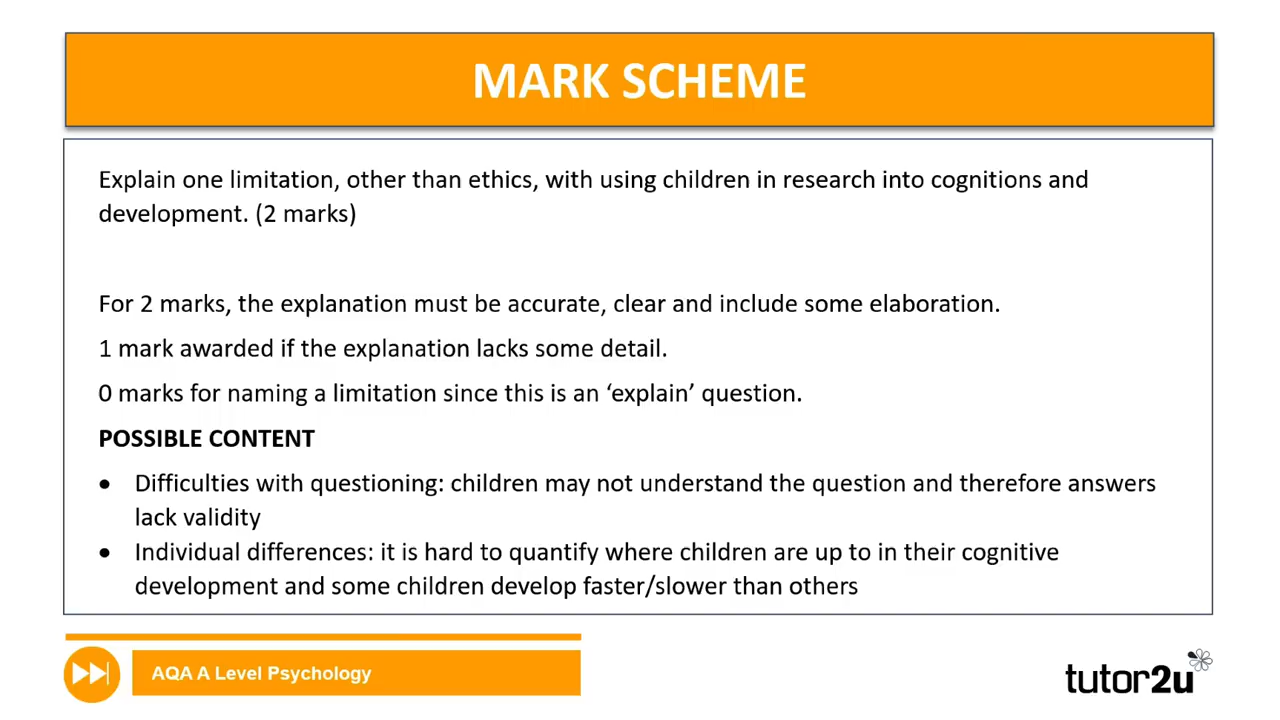 MARK SCHEME
Explain one limitation, other than ethics, with using children in research into cognitions and
development. (2 marks)
For 2 marks, the explanation must be accurate, clear and include some elaboration.
1 mark awarded if the explanation lacks some detail.
0 marks for naming a limitation since this is an ‘explain’ question.
POSSIBLE CONTENT
• Difficulties with questioning: children may not understand the question and therefore answers
lack validity
• Individual differences: it is hard to quantify where children are up to in their cognitive
development and some children develop faster/slower than others
AQA A Level Psychology
tutor2u